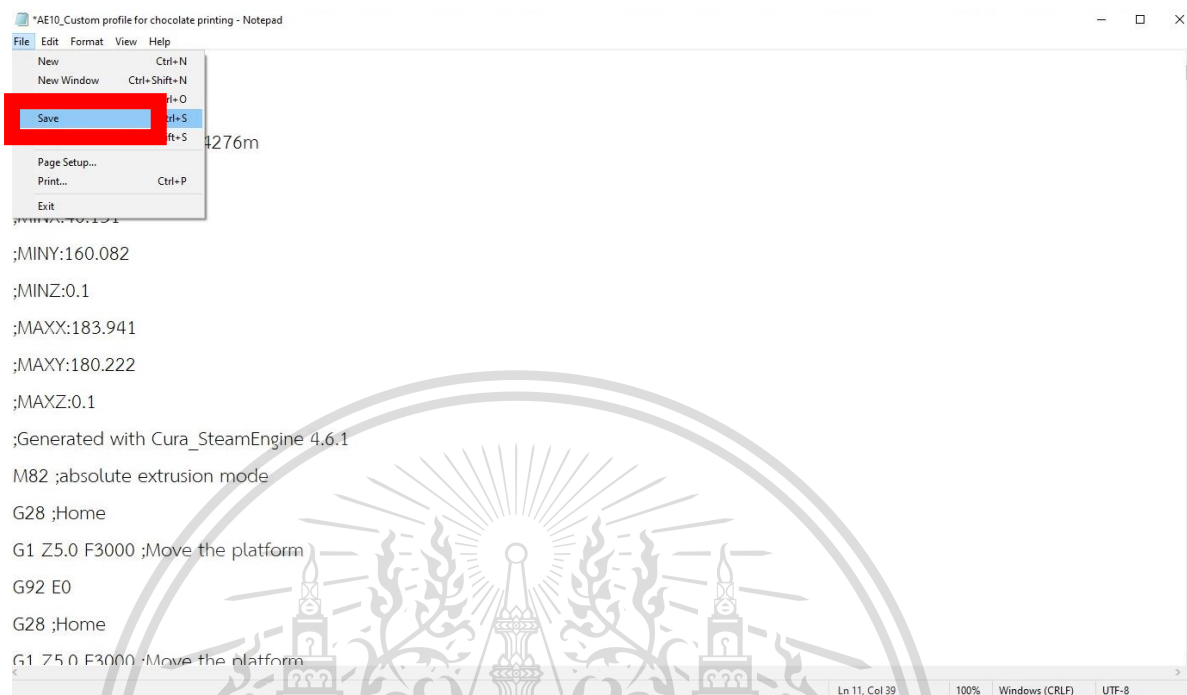 *AE10_Custom profile for chocolate printing - Notepad
File Edit Format View Help
New Ctrl+N
New Window Ctrl+Shift+N
rl+O
Save trl+S
ift+S
4276m
Page Setup...
Print... Ctrl+P
Exit
;MINY:160.082
;MINZ:0.1
;MAXX:183.941
;MAXY:180.222
;MAXZ:0.1
;Generated with Cura_SteamEngine 4.6.1
M82 ;absolute extrusion mode
G28 ;Home
G1 Z5.0 F3000 ;Move the platform
G92 E0
G28 ;Home
G1 Z5.0 F3000 ;Move the platform
Ln 11, Col 39 100% Windows (CRLF) UTF-8